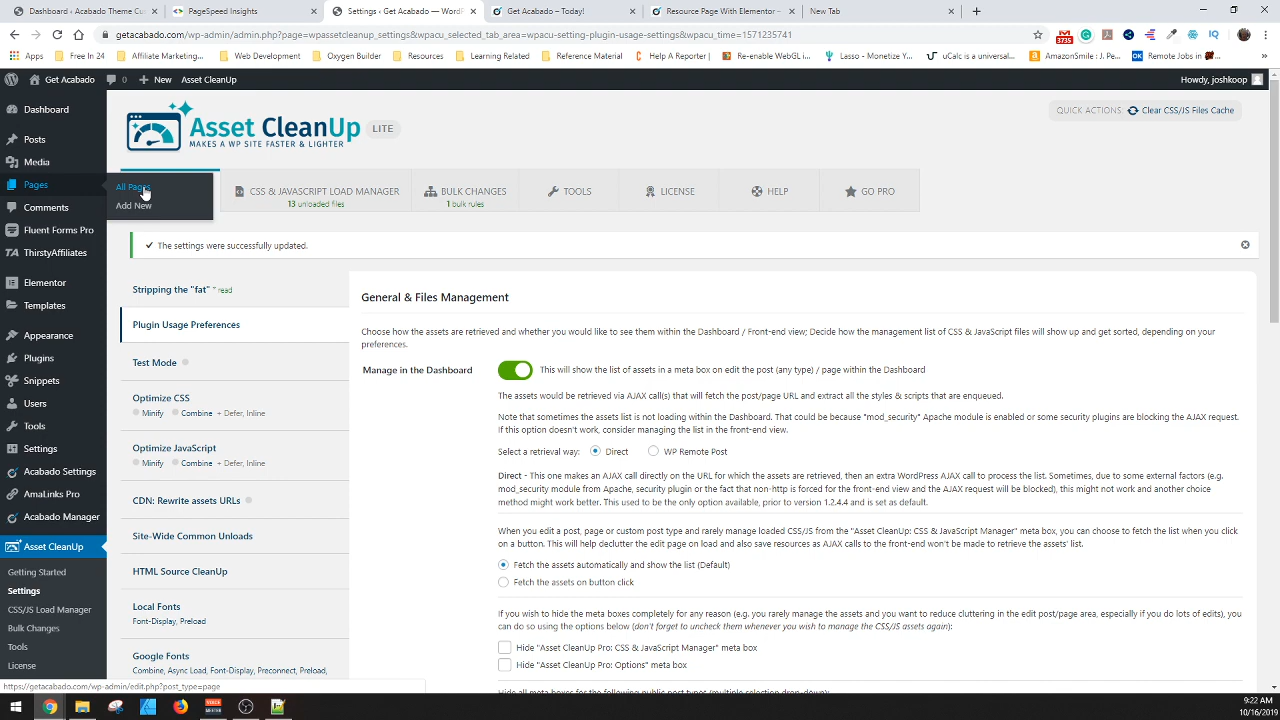 Dashboard ‹ Acabado Theme Cu
PageSpeed Insights
Settings ‹ Get Acabado — WordP
Get Acabado – Today!
Resource Page With Elementor –
New Tab
getacabado.com/wp-admin/admin.php?page=wpassetcleanup_settings&wpacu_selected_tab_area=wpacu-setting-plugin-usage-settings&wpacu_time=1571235741
3735
Apps
Free In 24
Affiliate Marketing...
Web Development
Oxygen Builder
Resources
Learning Related
Reference Material
Help A Reporter |
Re-enable WebGL i...
Lasso - Monetize Y...
uCalc is a universal...
AmazonSmile : J. Pe...
Remote Jobs in
»
Get Acabado
0
New
Asset CleanUp
Howdy, joshkoop
Dashboard
Posts
Media
Pages
Comments
Fluent Forms Pro
ThirstyAffiliates
Elementor
Templates
Appearance
Plugins
Snippets
Users
Tools
Settings
Acabado Settings
AmaLinks Pro
Acabado Manager
Asset CleanUp
Getting Started
Settings
CSS/JS Load Manager
Bulk Changes
Tools
License
All Pages
Add New
Asset CleanUp
MAKES A WP SITE FASTER & LIGHTER
LITE
QUICK ACTIONS: Clear CSS/JS Files Cache
CSS & JAVASCRIPT LOAD MANAGER
13 unloaded files
BULK CHANGES
1 bulk rules
TOOLS
LICENSE
HELP
GO PRO
The settings were successfully updated.
Stripping the "fat" * read
Plugin Usage Preferences
Test Mode
Optimize CSS
Minify Combine + Defer, Inline
Optimize JavaScript
Minify Combine + Defer, Inline
CDN: Rewrite assets URLs
Site-Wide Common Unloads
HTML Source CleanUp
Local Fonts
Font-Display, Preload
Google Fonts
Combine, Async Load, Font-Display, Preconnect, Preload,
General & Files Management
Choose how the assets are retrieved and whether you would like to see them within the Dashboard / Front-end view; Decide how the management list of CSS & JavaScript files will show up and get sorted, depending on your
preferences.
Manage in the Dashboard
This will show the list of assets in a meta box on edit the post (any type) / page within the Dashboard
The assets would be retrieved via AJAX call(s) that will fetch the post/page URL and extract all the styles & scripts that are enqueued.
Note that sometimes the assets list is not loading within the Dashboard. That could be because "mod_security" Apache module is enabled or some security plugins are blocking the AJAX request.
If this option doesn't work, consider managing the list in the front-end view.
Select a retrieval way: Direct WP Remote Post
Direct - This one makes an AJAX call directly on the URL for which the assets are retrieved, then an extra WordPress AJAX call to process the list. Sometimes, due to some external factors (e.g.
mod_security module from Apache, security plugin or the fact that non-http is forced for the front-end view and the AJAX request will be blocked), this might not work and another choice
method might work better. This used to be the only option available, prior to version 1.2.4.4 and is set as default.
When you edit a post, page or custom post type and rarely manage loaded CSS/JS from the "Asset CleanUp: CSS & JavaScript Manager" meta box, you can choose to fetch the list when you click
on a button. This will help declutter the edit page on load and also save resources as AJAX calls to the front-end won't be made to retrieve the assets' list.
Fetch the assets automatically and show the list (Default)
Fetch the assets on button click
If you wish to hide the meta boxes completely for any reason (e.g. you rarely manage the assets and you want to reduce cluttering in the edit post/page area, especially if you do lots of edits), you
can do so using the options below (don't forget to uncheck them whenever you wish to manage the CSS/JS assets again):
Hide "Asset CleanUp Pro: CSS & JavaScript Manager" meta box
Hide "Asset CleanUp Pro: Options" meta box
Hide all meta boxes for the following public post types (multiple selection drop-down):
https://getacabado.com/wp-admin/edit.php?post_type=page
9:22 AM
10/16/2019